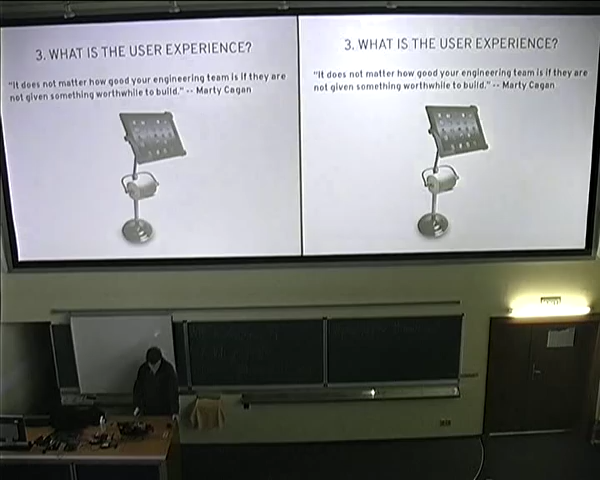 3. WHAT IS THE USER EXPERIENCE?
"It does not matter how good your engineering team is if they are
not given something worthwhile to build." -- Marty Cagan
3. WHAT IS THE USER EXPERIENCE?
"It does not matter how good your engineering team is if they are
not given something worthwhile to build." -- Marty Cagan